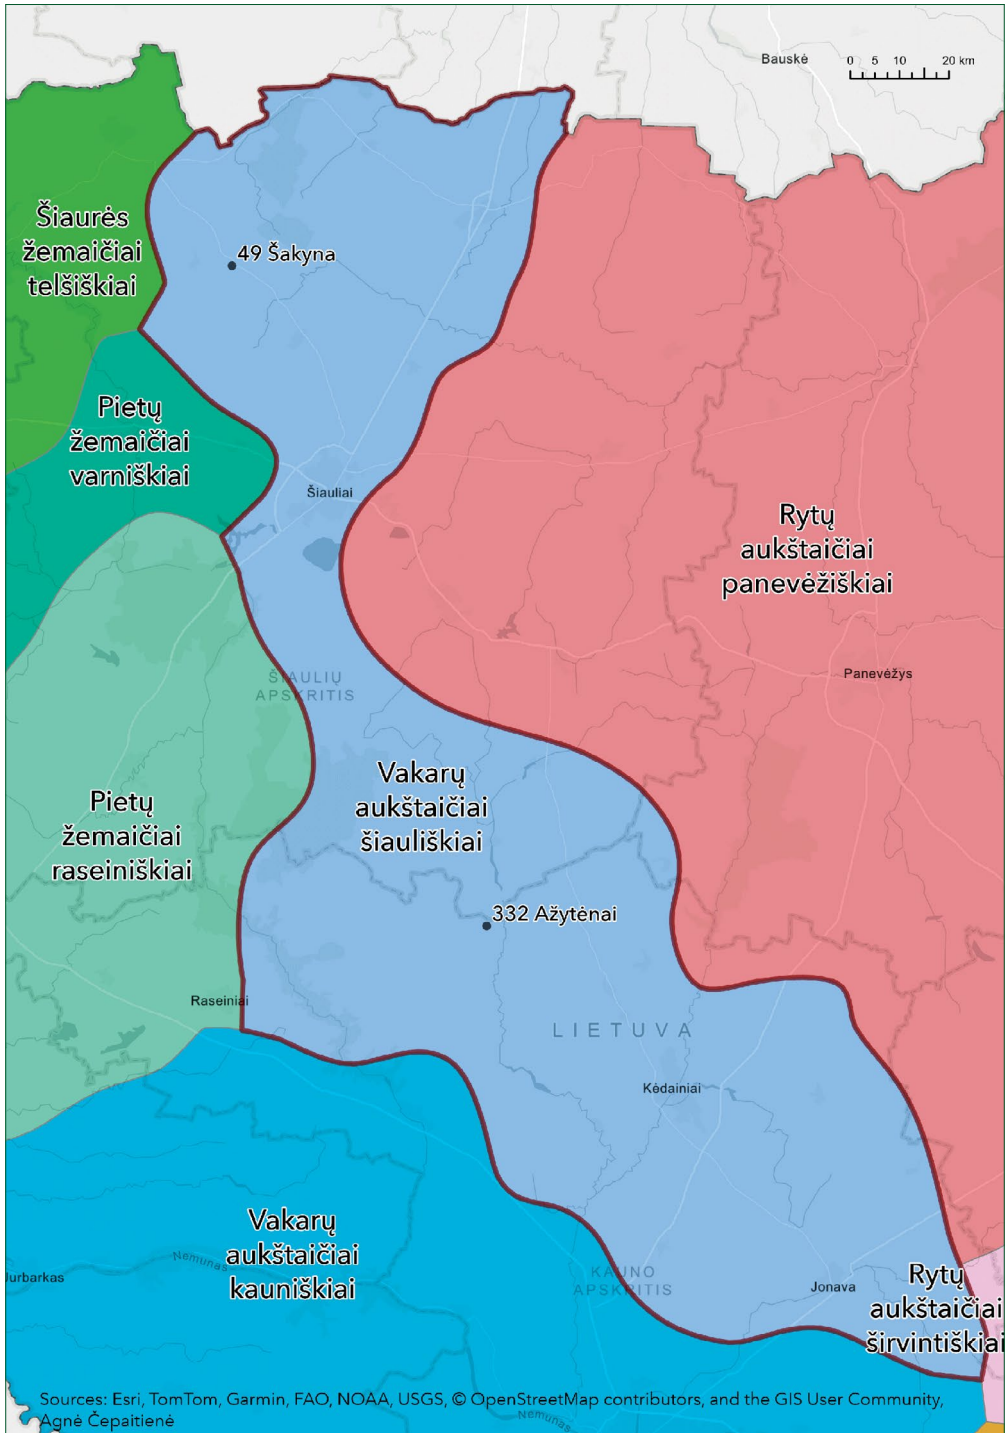 Bauskė
0 5 10 20 km
Šiaurės
žemaičiai
telšiškiai
49 Šakyna
Pietų
žemaičiai
varniškiai
Šiauliai
Rytų
aukštaičiai
panevėžiškiai
Panevėžys
ŠIAULIŲ
APSKRITIS
Vakarų
aukštaičiai
šiauliškiai
Pietų
žemaičiai
raseiniškiai
332 Ažytėnai
Raseiniai
LIETUVA
Kėdainiai
Vakarų
aukštaičiai
kauniškiai
Nemunas
Jurbarkas
KAUNO
APSKRITIS
Jonava
Rytų
aukštaičiai
širvintiškiai
Sources: Esri, TomTom, Garmin, FAO, NOAA, USGS, © OpenStreetMap contributors, and the GIS User Community,
Agnė Čepaitienė
Nemunas